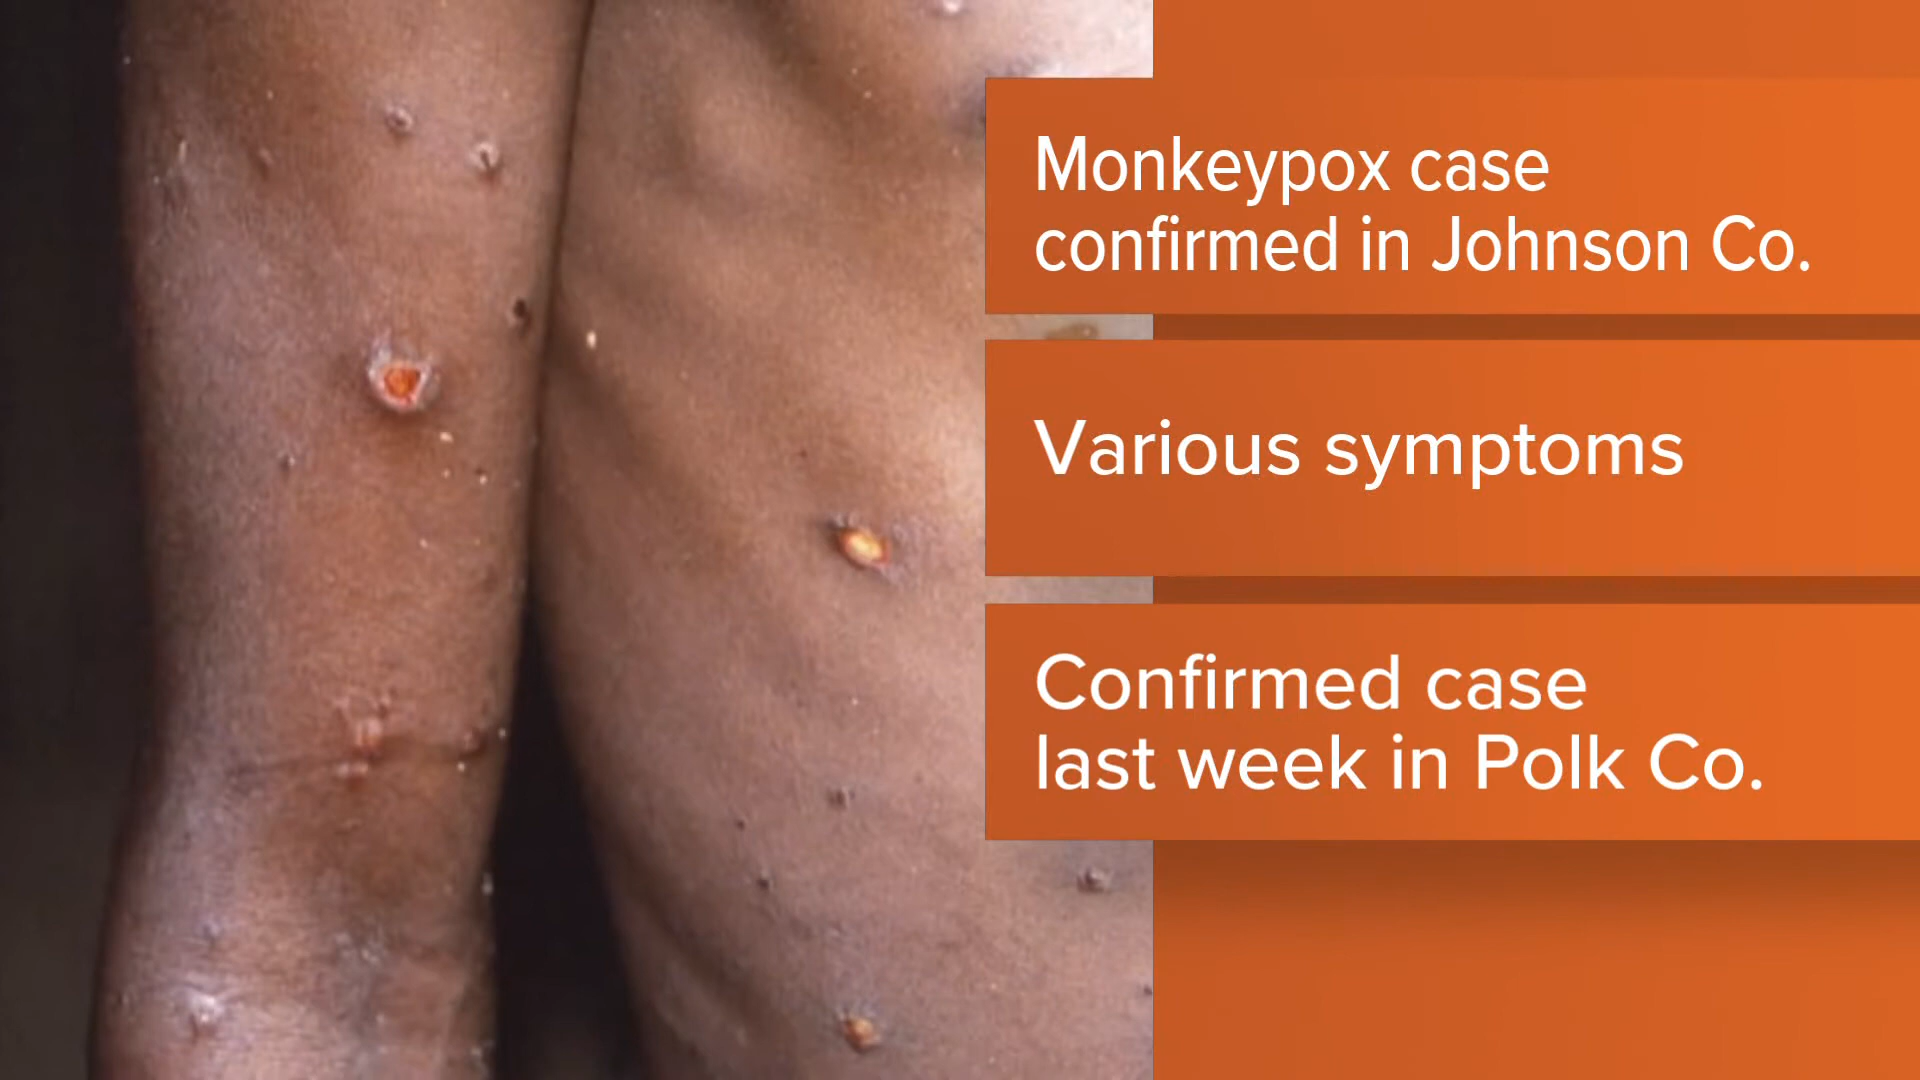 Monkeypox case
confirmed in Johnson Co.
Various symptoms
Confirmed case
last week in Polk Co.